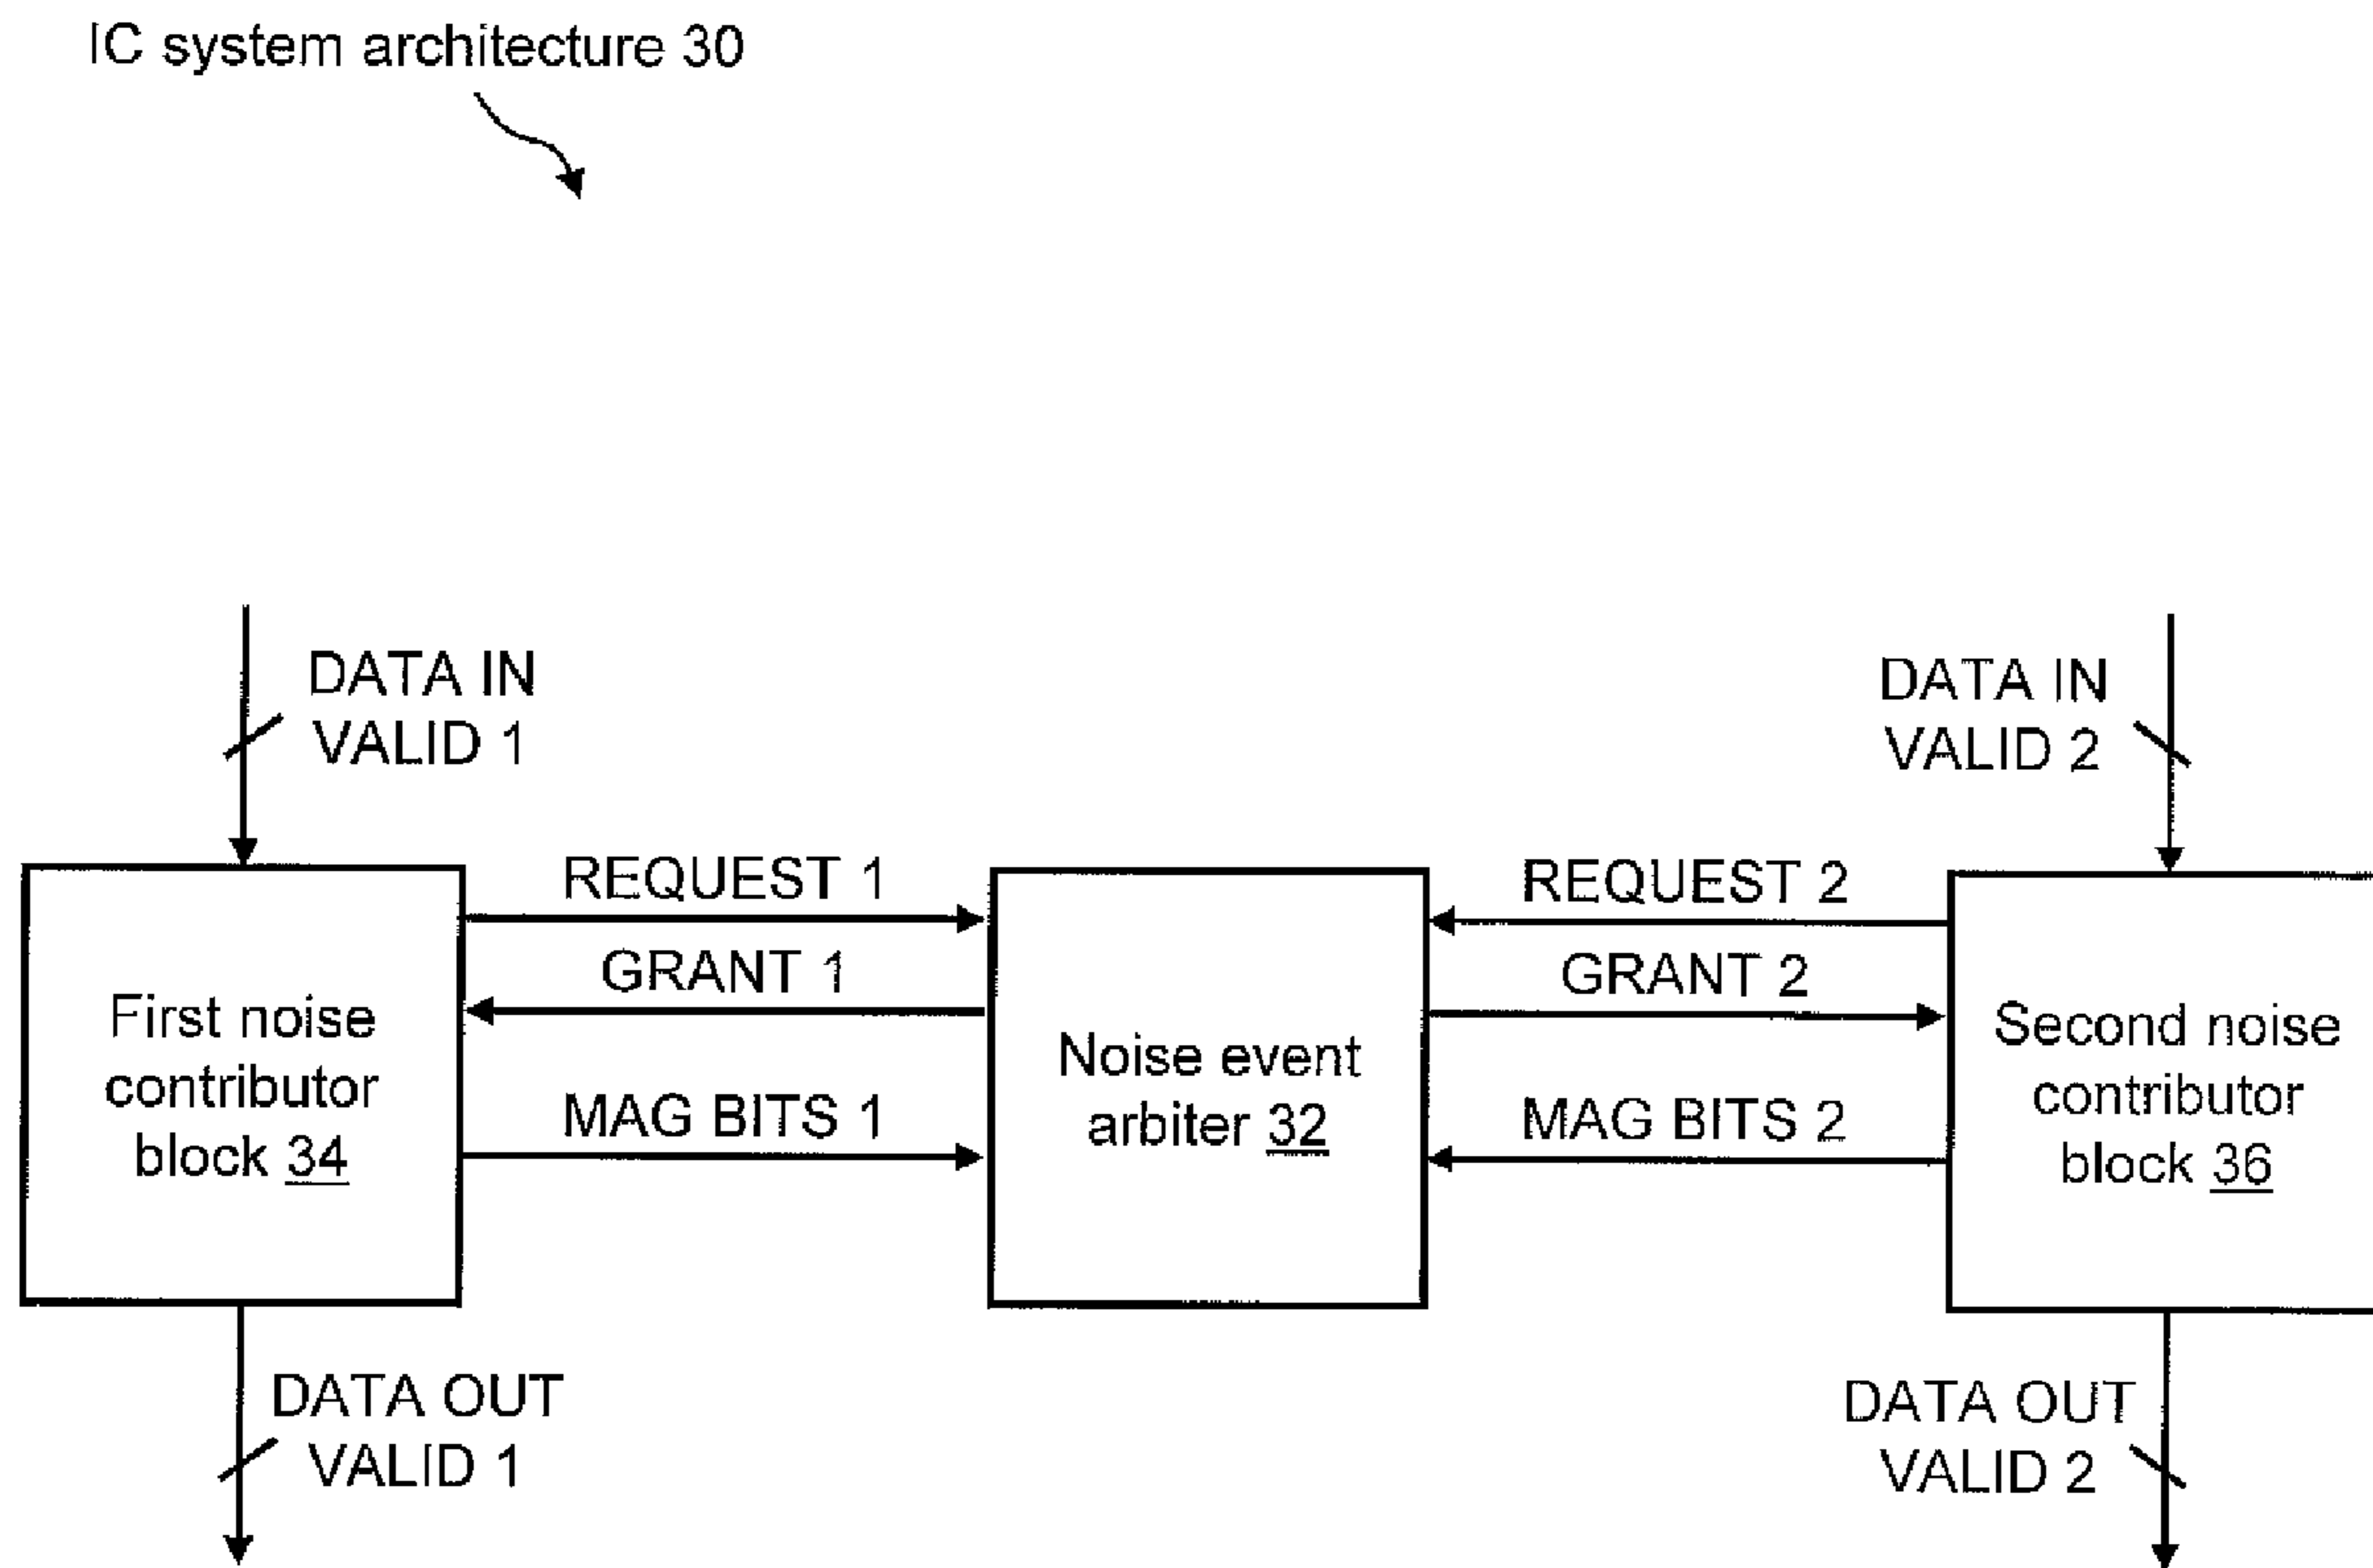 IC system architecture 30
DATA IN
VALID 1
DATA IN
VALID 2
REQUEST 1
GRANT 1
MAG BITS 1
REQUEST 2
GRANT 2
MAG BITS 2
First noise
contributor
block 34
Noise event
arbiter 32
Second noise
contributor
block 36
DATA OUT
VALID 1
DATA OUT
VALID 2